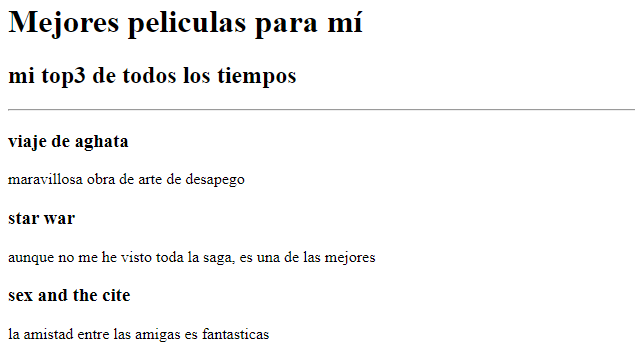 Mejores peliculas para mí
mi top3 de todos los tiempos
viaje de aghata
maravillosa obra de arte de desapego
star war
aunque no me he visto toda la saga, es una de las mejores
sex and the cite
la amistad entre las amigas es fantasticas